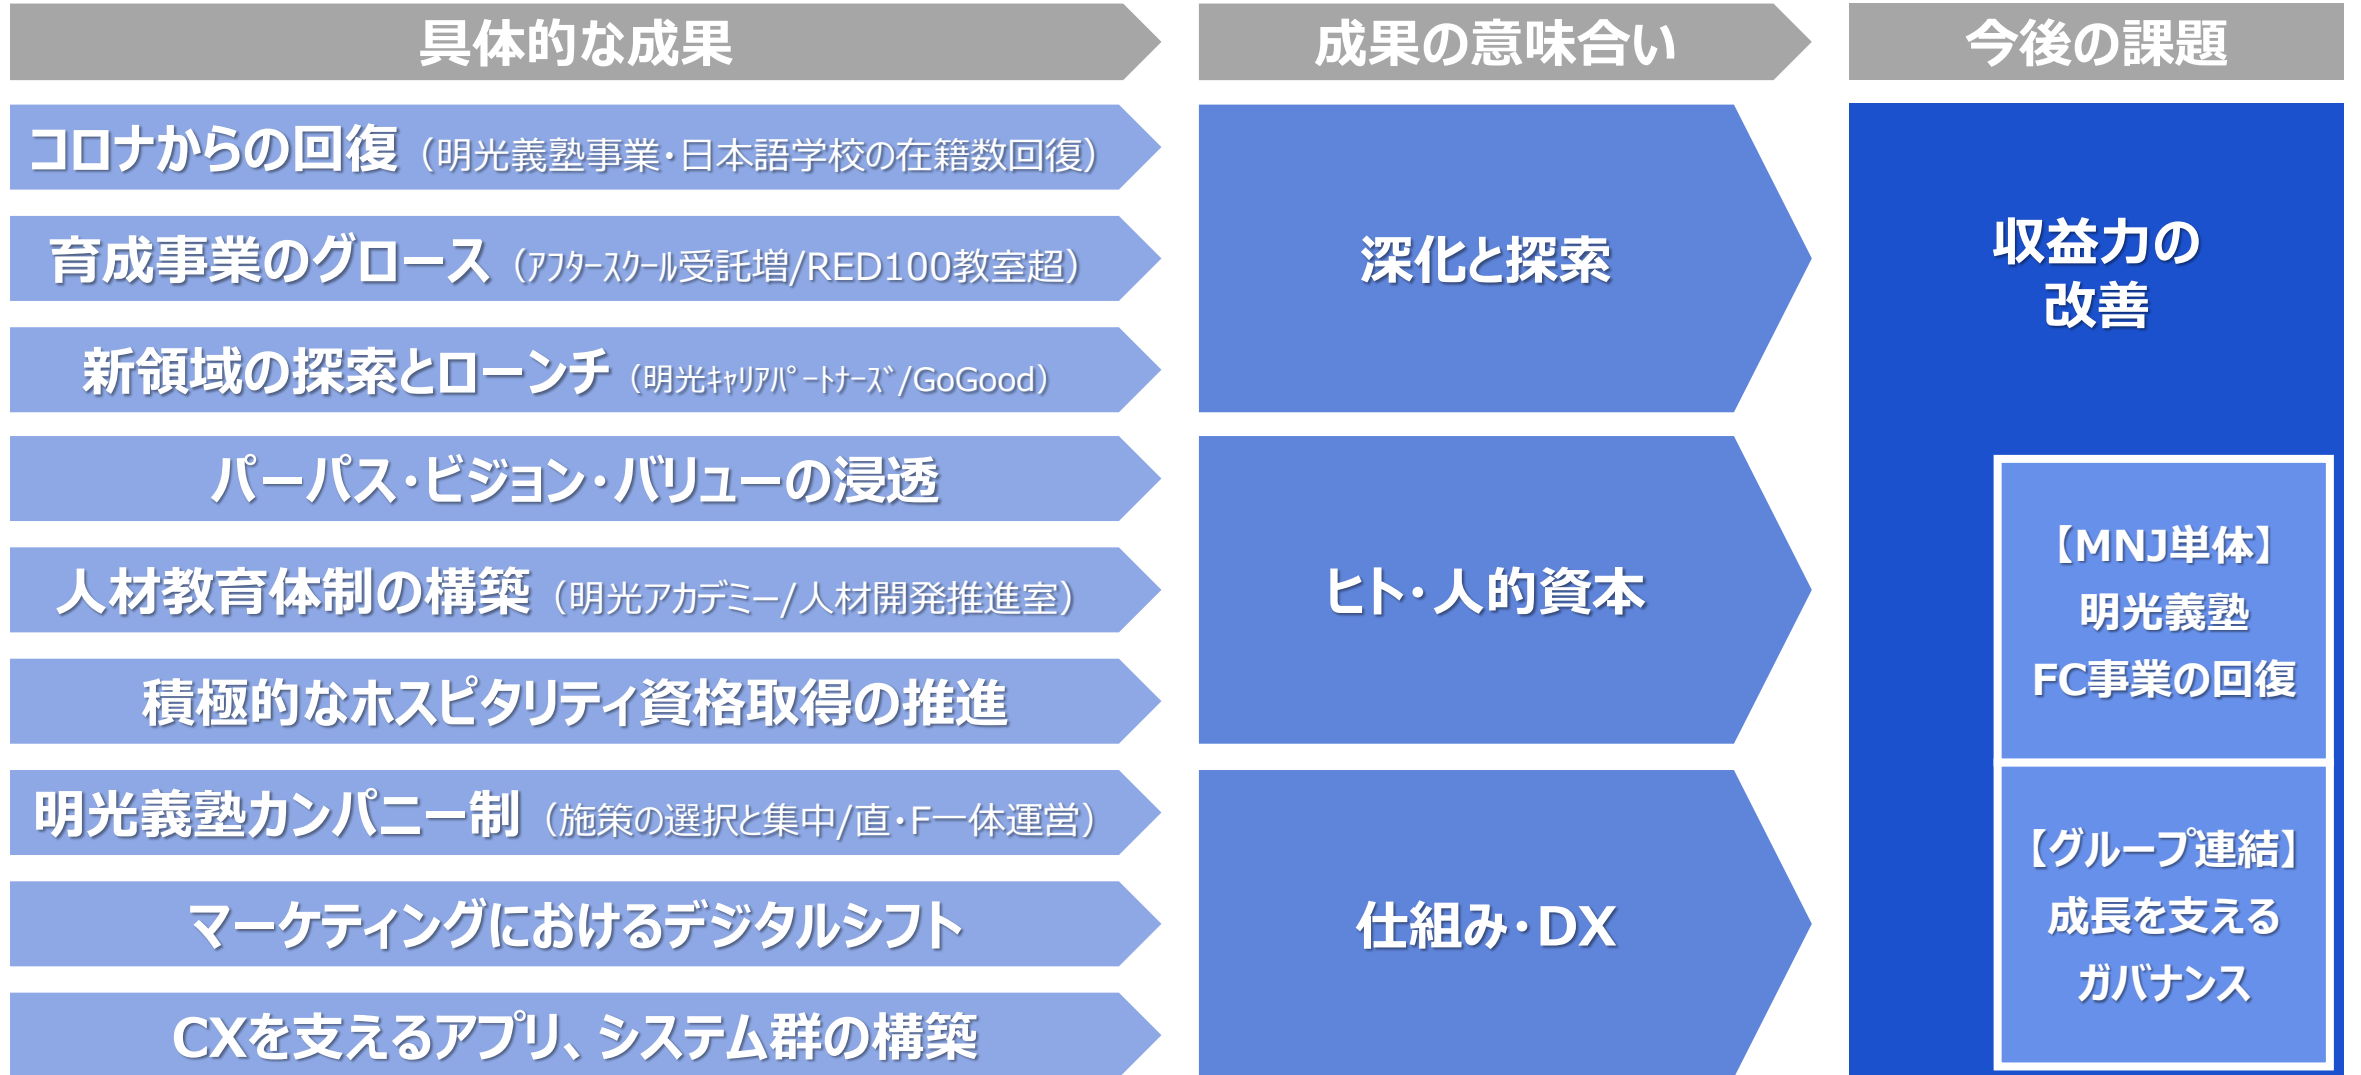 具体的な成果
成果の意味合い
今後の課題
コロナからの回復（明光義塾事業・日本語学校の在籍数回復）
育成事業のグロース（ｱﾌﾀｰｽｸｰﾙ受託増/RED100教室超）
新領域の探索とローンチ（明光ｷｬﾘｱﾊﾟｰﾄﾅｰｽﾞ/GoGood）
深化と探索
パーパス・ビジョン・バリューの浸透
人材教育体制の構築（明光アカデミー/人材開発推進室）
積極的なホスピタリティ資格取得の推進
ヒト・人的資本
明光義塾カンパニー制（施策の選択と集中/直・F一体運営）
マーケティングにおけるデジタルシフト
CXを支えるアプリ、システム群の構築
仕組み・DX
収益力の
改善
【MNJ単体】
明光義塾
FC事業の回復
【グループ連結】
成長を支える
ガバナンス